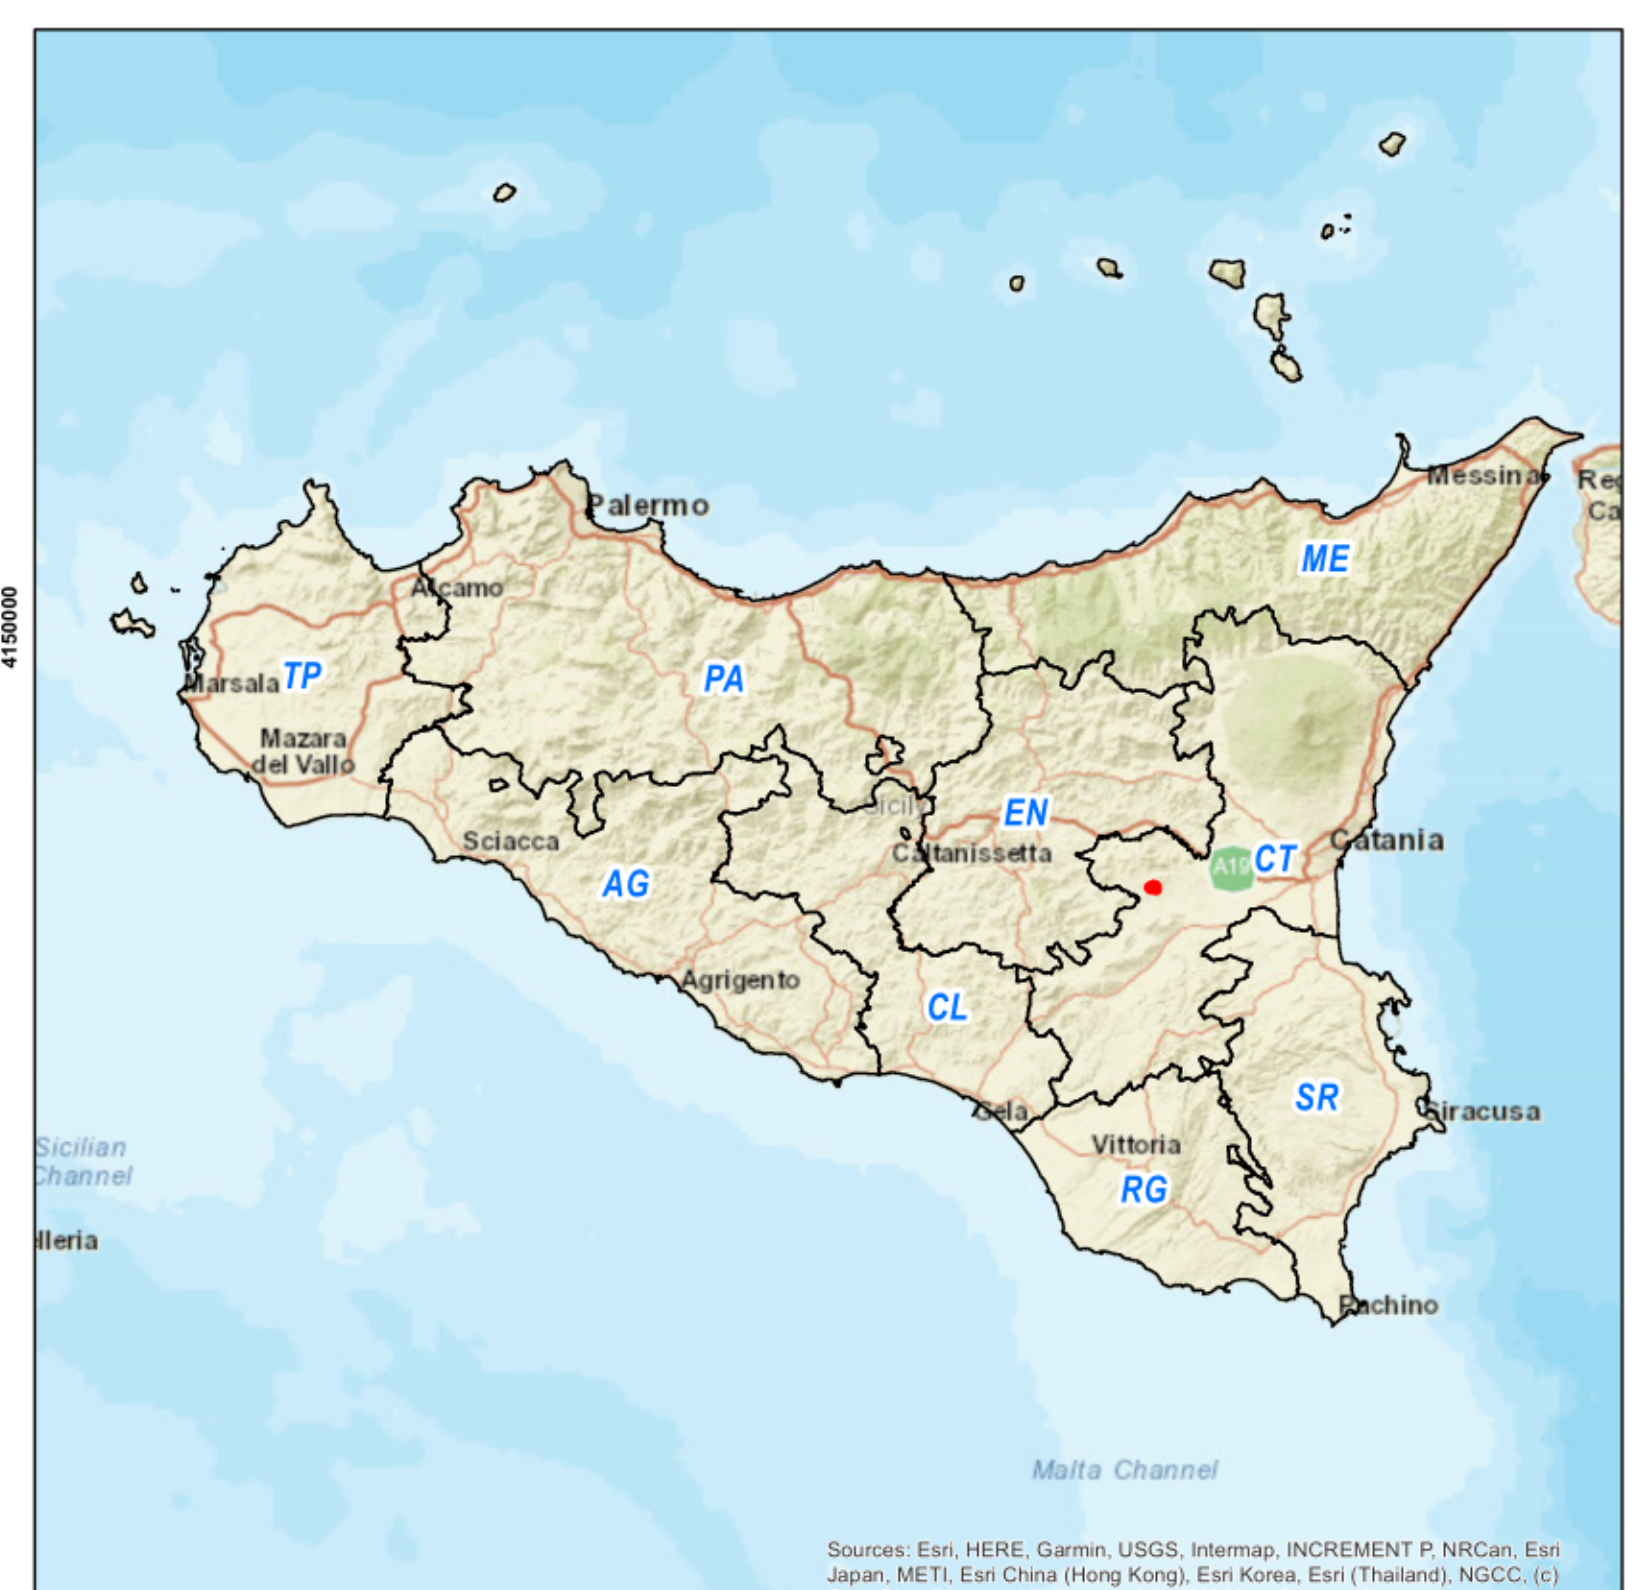 Palermo
Messina
Reg
Ca
ME
4150000
Alcamo
TP
PA
Marsala
Mazara
del Vallo
Sicily
EN
Sciacca
Caltanissetta
A19
CT
Catania
AG
Agrigento
CL
SR
Gela
Siracusa
Vittoria
Sicilian
Channel
RG
lleria
Pachino
Malta Channel
Sources: Esri, HERE, Garmin, USGS, Intermap, INCREMENT P, NRCan, Esri
Japan, METI, Esri China (Hong Kong), Esri Korea, Esri (Thailand), NGCC, (c)